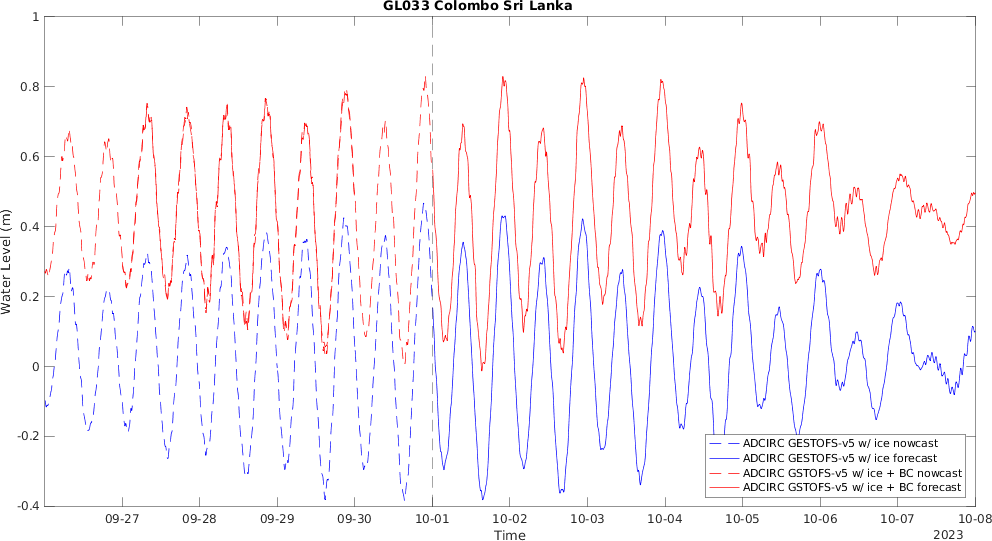 GL033 Colombo Sri Lanka
1
0.8
0.6
0.4
0.2
0
-0.2
-0.4
Water Level (m)
09-27 09-28 09-29 09-30 10-01 10-02 10-03 10-04 10-05 10-06 10-07 10-08
Time
2023
ADCIRC GESTOFS-v5 w/ ice nowcast
ADCIRC GESTOFS-v5 w/ ice forecast
ADCIRC GSTOFS-v5 w/ ice + BC nowcast
ADCIRC GSTOFS-v5 w/ ice + BC forecast